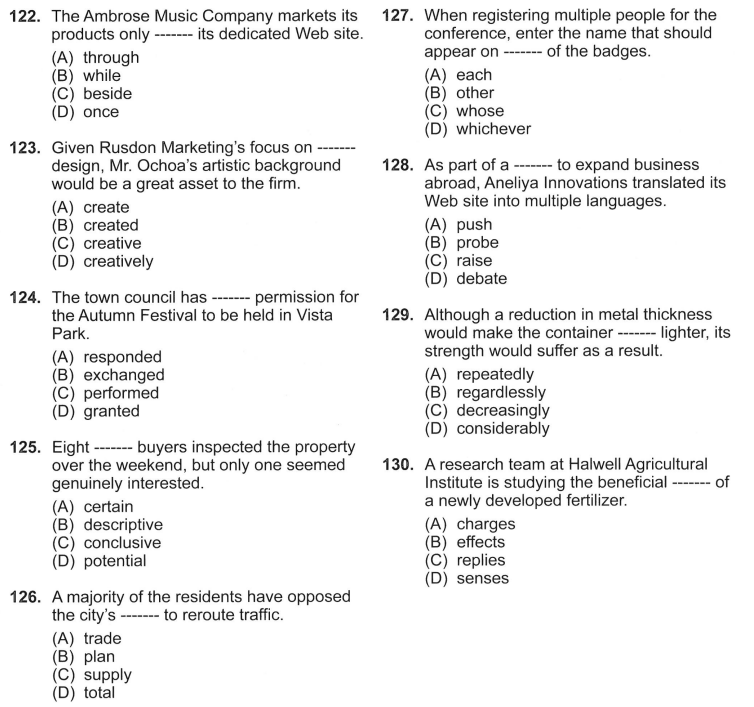 122. The Ambrose Music Company markets its
products only ------- its dedicated Web site.
(A) through
(B) while
(C) beside
(D) once
123. Given Rusdon Marketing's focus on -------
design, Mr. Ochoa's artistic background
would be a great asset to the firm.
(A) create
(B) created
(C) creative
(D) creatively
124. The town council has ------- permission for
the Autumn Festival to be held in Vista
Park.
(A) responded
(B) exchanged
(C) performed
(D) granted
125. Eight ------- buyers inspected the property
over the weekend, but only one seemed
genuinely interested.
(A) certain
(B) descriptive
(C) conclusive
(D) potential
126. A majority of the residents have opposed
the city's ------- to reroute traffic.
(A) trade
(B) plan
(C) supply
(D) total
127. When registering multiple people for the
conference, enter the name that should
appear on ------- of the badges.
(A) each
(B) other
(C) whose
(D) whichever
128. As part of a ------- to expand business
abroad, Aneliya Innovations translated its
Web site into multiple languages.
(A) push
(B) probe
(C) raise
(D) debate
129. Although a reduction in metal thickness
would make the container ------- lighter, its
strength would suffer as a result.
(A) repeatedly
(B) regardlessly
(C) decreasingly
(D) considerably
130. A research team at Halwell Agricultural
Institute is studying the beneficial ------- of
a newly developed fertilizer.
(A) charges
(B) effects
(C) replies
(D) senses